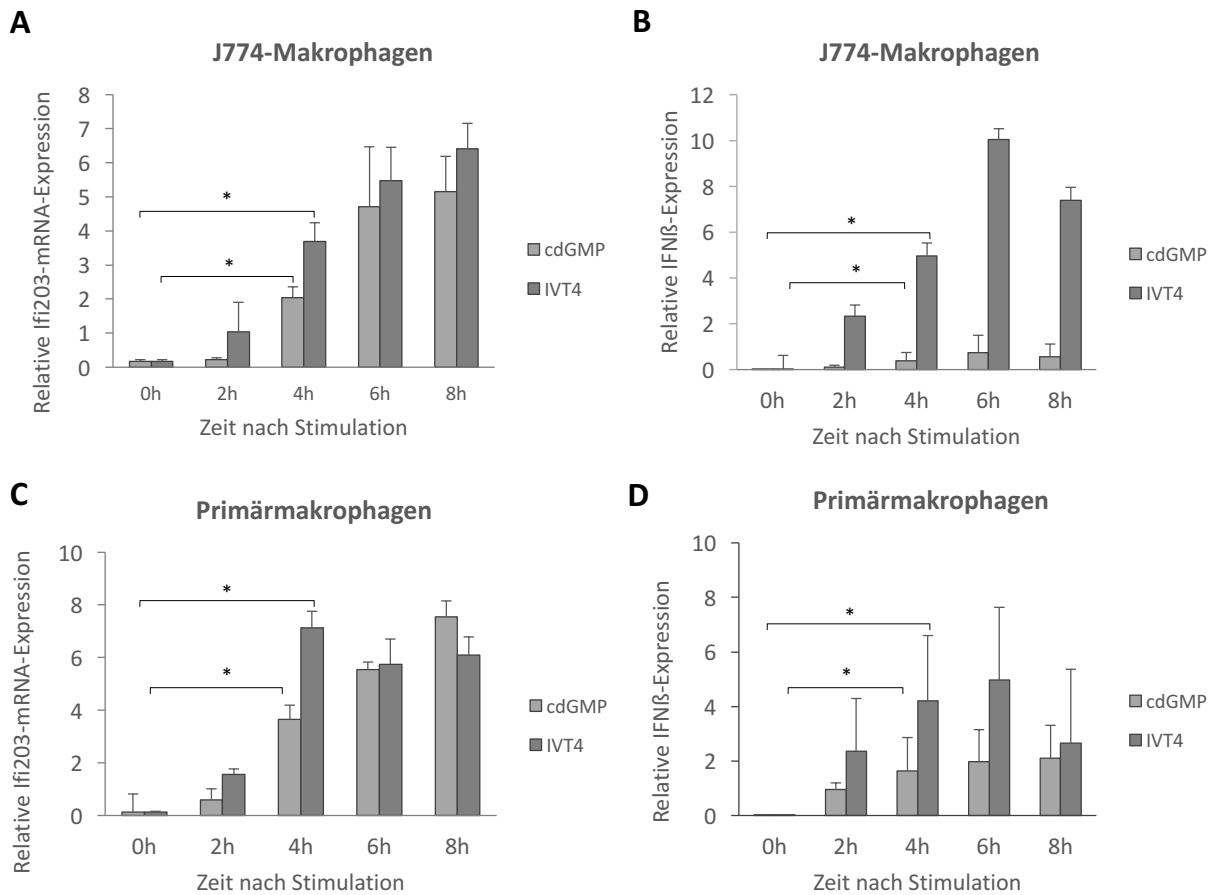 A
J774-Makrophagen
Relative Ifi203-mRNA-Expression
8
7
6
5
4
3
2
1
0
*
*
0h 2h 4h 6h 8h
Zeit nach Stimulation
cdGMP
IVT4
B
J774-Makrophagen
Relative IFNß-Expression
12
10
8
6
4
2
0
*
*
0h 2h 4h 6h 8h
Zeit nach Stimulation
cdGMP
IVT4
C
Primärmakrophagen
Relative Ifi203-mRNA-Expression
10
8
6
4
2
0
*
*
0h 2h 4h 6h 8h
Zeit nach Stimulation
cdGMP
IVT4
D
Primärmakrophagen
Relative IFNß-Expression
10
8
6
4
2
0
*
*
0h 2h 4h 6h 8h
Zeit nach Stimulation
cdGMP
IVT4